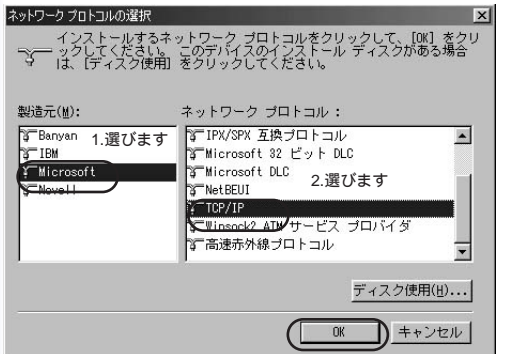 ネットワーク プロトコルの選択
インストールするネットワーク プロトコルをクリックして、[OK] をクリ
ックしてください。 このデバイスのインストール ディスクがある場合
は、[ディスク使用] をクリックしてください。
製造元(M):
ネットワーク プロトコル :
Banyan
1.選びます
IBM
Microsoft
Novell
IPX/SPX 互換プロトコル
Microsoft 32 ビット DLC
Microsoft DLC
2.選びます
NetBEUI
TCP/IP
Winsock2 ATM サービス プロバイダ
高速赤外線プロトコル
ディスク使用(H)...
OK
キャンセル